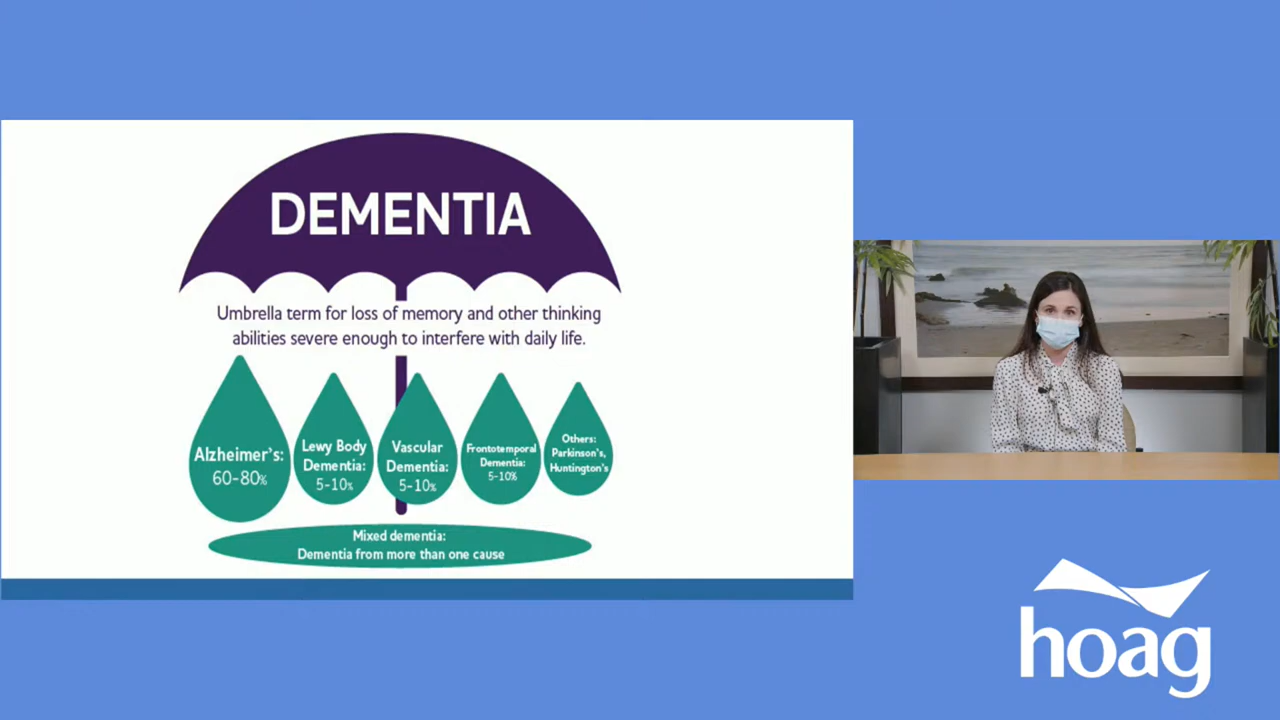 DEMENTIA
Umbrella term for loss of memory and other thinking
abilities severe enough to interfere with daily life.
Alzheimer's:
60-80%
Lewy Body
Dementia:
5-10%
Vascular
Dementia:
5-10%
Frontotemporal
Dementia:
5-10%
Others:
Parkinson's,
Huntington's
Mixed dementia:
Dementia from more than one cause
hoag